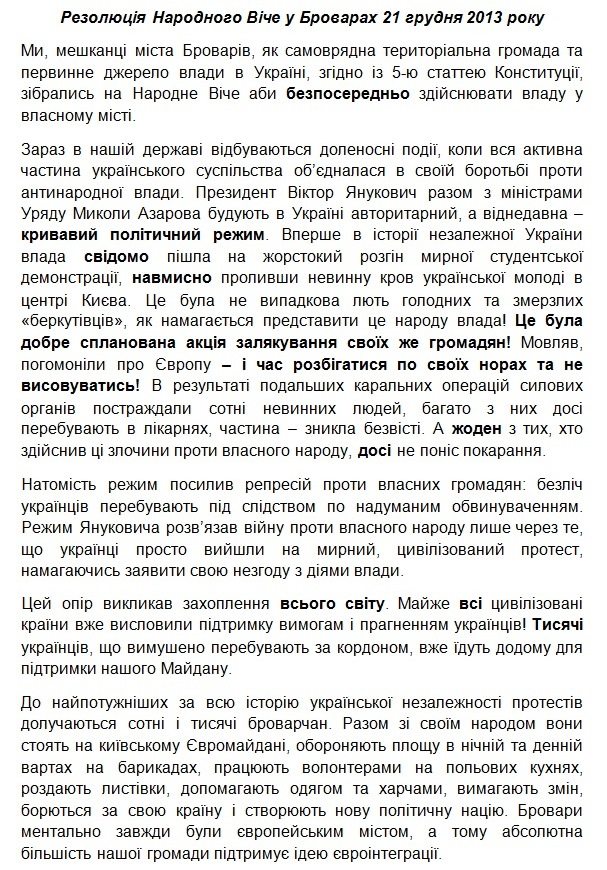 Резолюція Народного Віче у Броварах 21 грудня 2013 року
Ми, мешканці міста Броварів, як самоврядна територіальна громада та
первинне джерело влади в Україні, згідно із 5-ю статтею Конституції,
зібрались на Народне Віче аби безпосередньо здійснювати владу у
власному місті.
Зараз в нашій державі відбуваються доленосні події, коли вся активна
частина українського суспільства об’єдналася в своїй боротьбі проти
антинародної влади. Президент Віктор Янукович разом з міністрами
Уряду Миколи Азарова будують в Україні авторитарний, а віднедавна –
кривавий політичний режим. Вперше в історії незалежної України
влада свідомо пішла на жорстокий розгін мирної студентської
демонстрації, навмисно проливши невинну кров української молоді в
центрі Києва. Це була не випадкова лють голодних та змерзлих
«беркутівців», як намагається представити це народу влада! Це була
добре спланована акція залякування своїх же громадян! Мовляв,
погомоніли про Європу – і час розбігатися по своїх норах та не
висовуватись! В результаті подальших каральних операцій силових
органів постраждали сотні невинних людей, багато з них досі
перебувають в лікарнях, частина – зникла безвісті. А жоден з тих, хто
здійснив ці злочини проти власного народу, досі не поніс покарання.
Натомість режим посилив репресій проти власних громадян: безліч
українців перебувають під слідством по надуманим обвинуваченням.
Режим Януковича розв’язав війну проти власного народу лише через те,
що українці просто вийшли на мирний, цивілізований протест,
намагаючись заявити свою незгоду з діями влади.
Цей опір викликав захоплення всього світу. Майже всі цивілізовані
країни вже висловили підтримку вимогам і прагненням українців! Тисячі
українців, що вимушено перебувають за кордоном, вже їдуть додому для
підтримки нашого Майдану.
До найпотужніших за всю історію української незалежності протестів
долучаються сотні і тисячі броварчан. Разом зі своїм народом вони
стоять на київському Євромайдані, обороняють площу в нічній та денній
вартах на барикадах, працюють волонтерами на польових кухнях,
роздають листівки, допомагають одягом та харчами, вимагають змін,
борються за свою країну і створюють нову політичну націю. Бровари
ментально завжди були європейським містом, а тому абсолютна
більшість нашої громади підтримує ідею євроінтеграції.